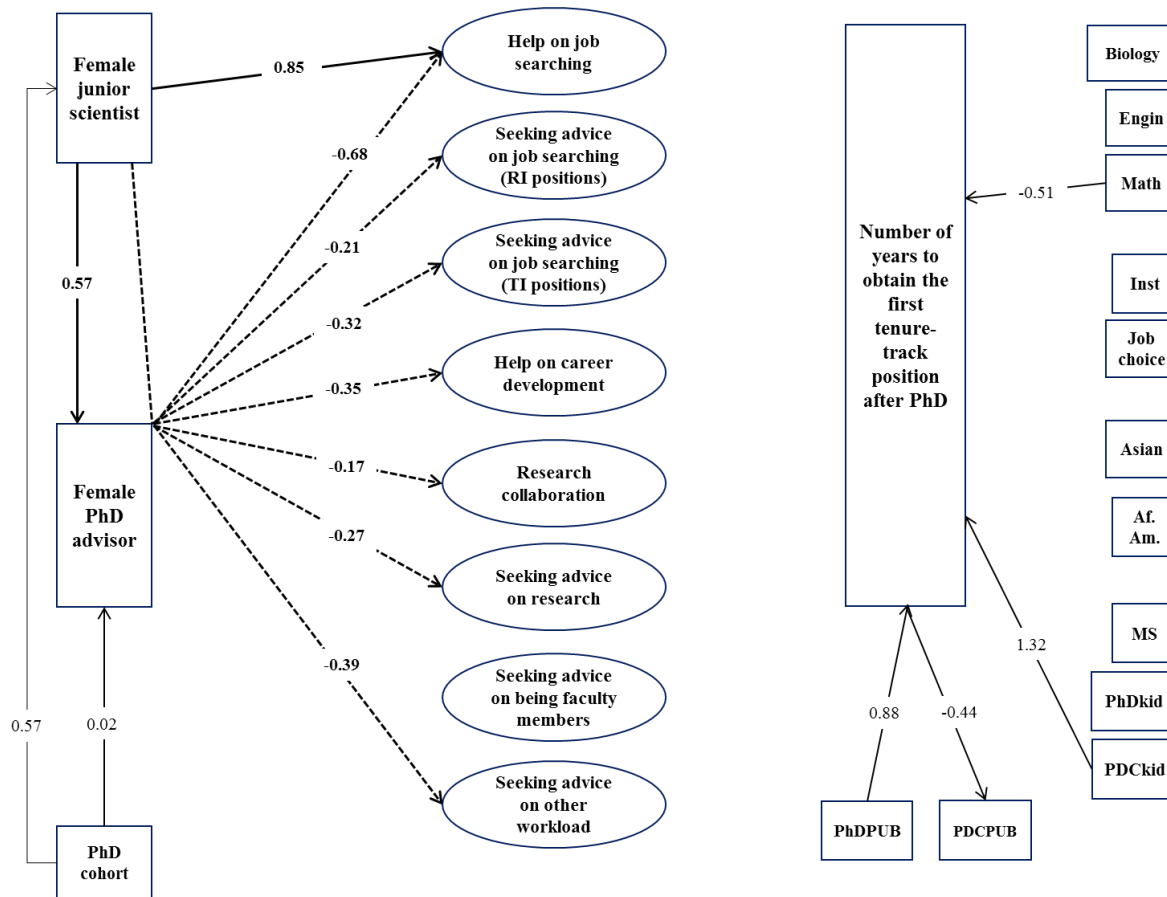 Female
junior
scientist
0.85
Help on job
searching
-0.68
Seeking advice
on job searching
(RI positions)
-0.21
Seeking advice
on job searching
(TI positions)
0.57
-0.32
Help on career
development
-0.35
Female
PhD
advisor
-0.17
Research
collaboration
-0.27
Seeking advice
on research
-0.39
Seeking advice
on being faculty
members
0.57
0.02
Seeking advice
on other
workload
PhD
cohort
Number of
years to
obtain the
first
tenure-
track
position
after PhD
Biology
Engin
Math
-0.51
Inst
Job
choice
Asian
Af.
Am.
MS
1.32
PhDkid
PDCkid
0.88
-0.44
PhDPUB
PDCPUB